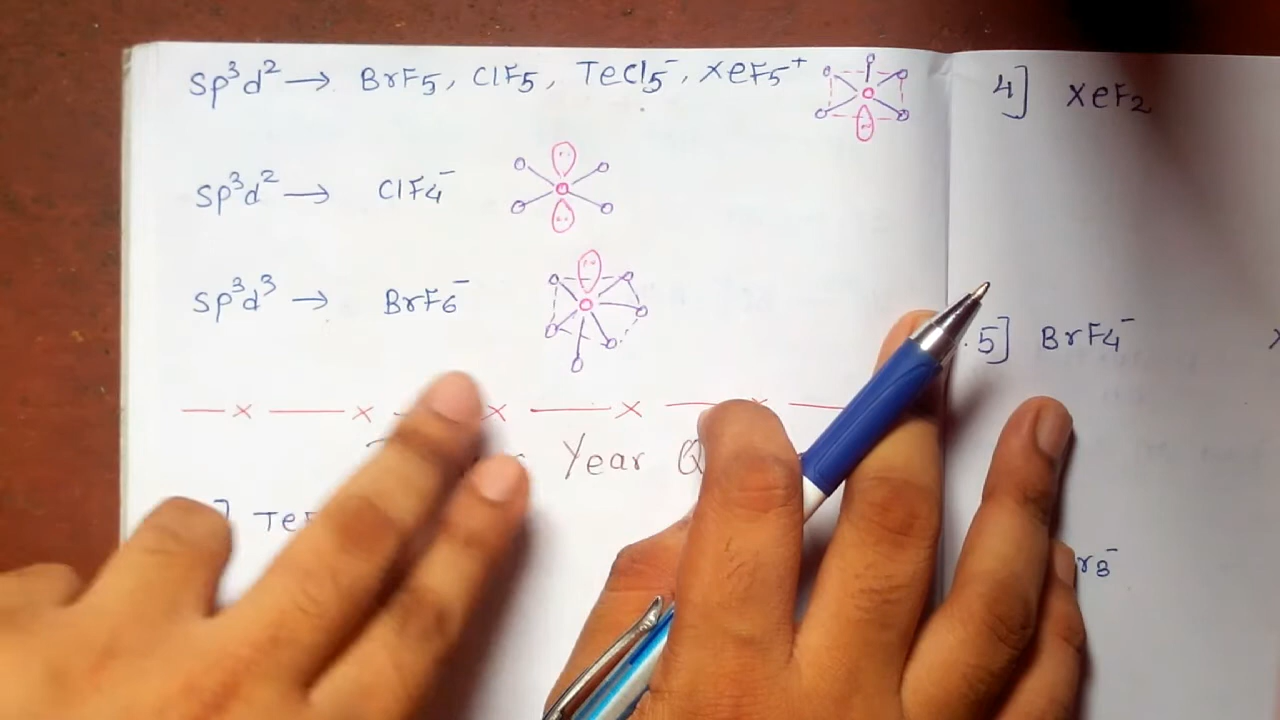 sp³d² → BrF5, ClF5, TeCl5⁻, XeF5⁺
sp³d² → ClF4⁻
sp³d³ → BrF6⁻
Year
4] XeF2
5] BrF4⁻